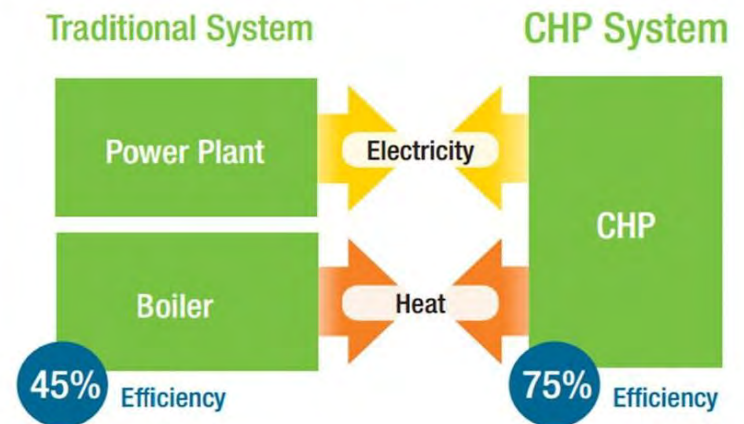 Traditional System
CHP System
Power Plant
Electricity
CHP
Boiler
Heat
45% Efficiency
75% Efficiency